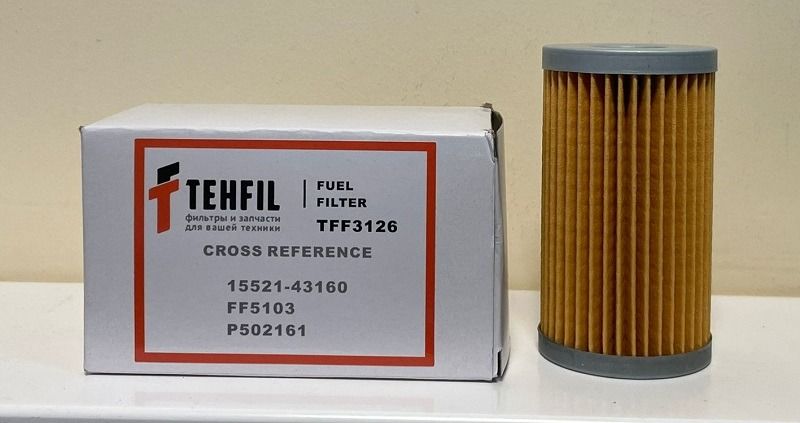 TEHFIL
фильтры и запчасти
для вашей техники
FUEL
FILTER
TFF3126
CROSS REFERENCE
15521-43160
FF5103
P502161